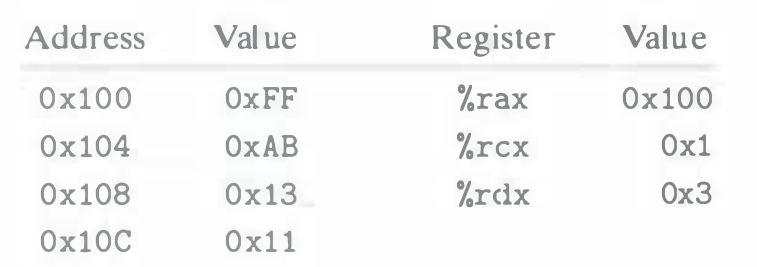 Address Value Register Value
0x100 0xFF %rax 0x100
0x104 0xAB %rcx 0x1
0x108 0x13 %rdx 0x3
0x10C 0x11